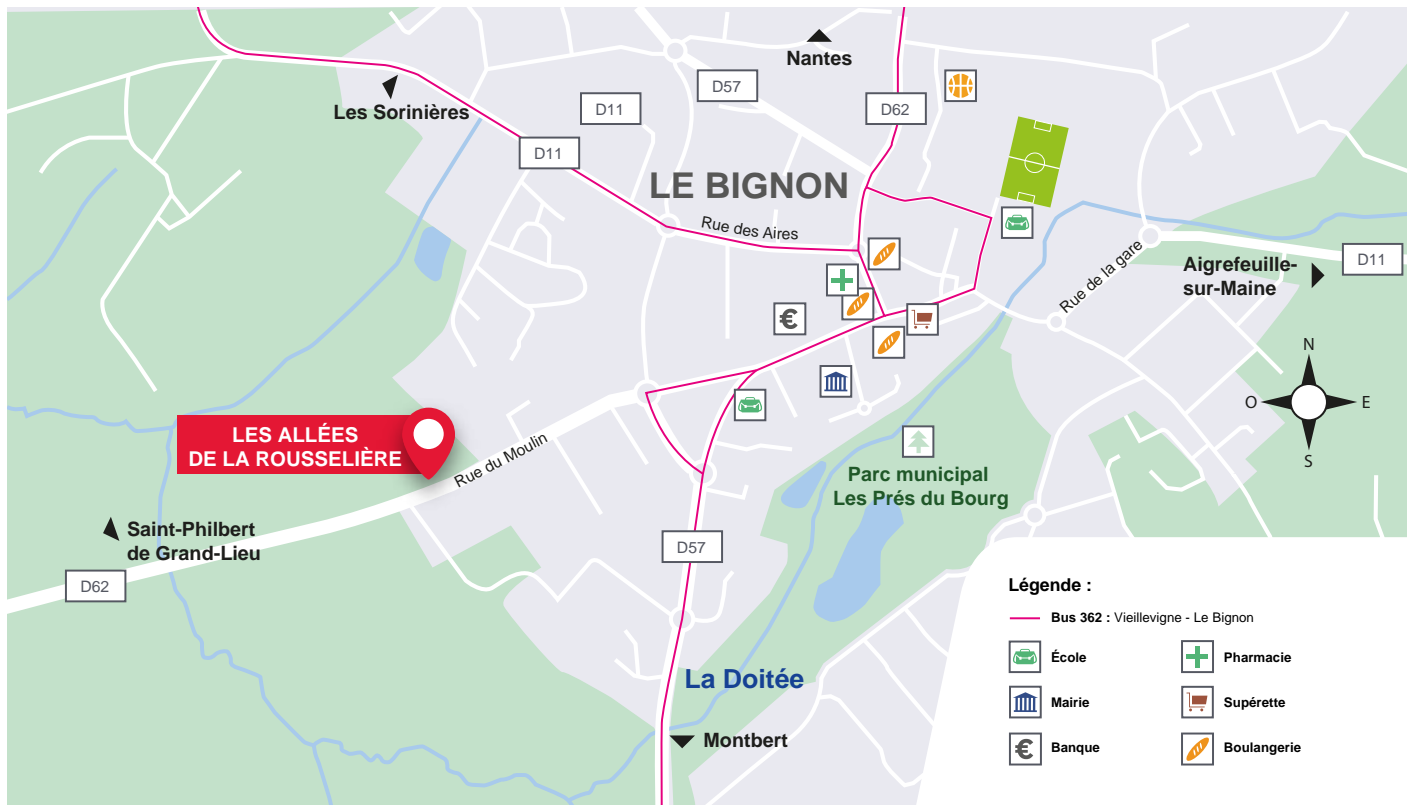 Nantes
Les Sorinières
D57
D62
D11
D11
LE BIGNON
Rue des Aires
Rue de la gare
Aigrefeuille-
sur-Maine
D11
€
N
O
E
S
LES ALLÉES
DE LA ROUSSELIÈRE
Rue du Moulin
Parc municipal
Les Prés du Bourg
Saint-Philbert
de Grand-Lieu
D62
D57
La Doitée
Montbert
Légende :
Bus 362 : Vieillevigne - Le Bignon
École
Pharmacie
Mairie
Supérette
€ Banque
Boulangerie